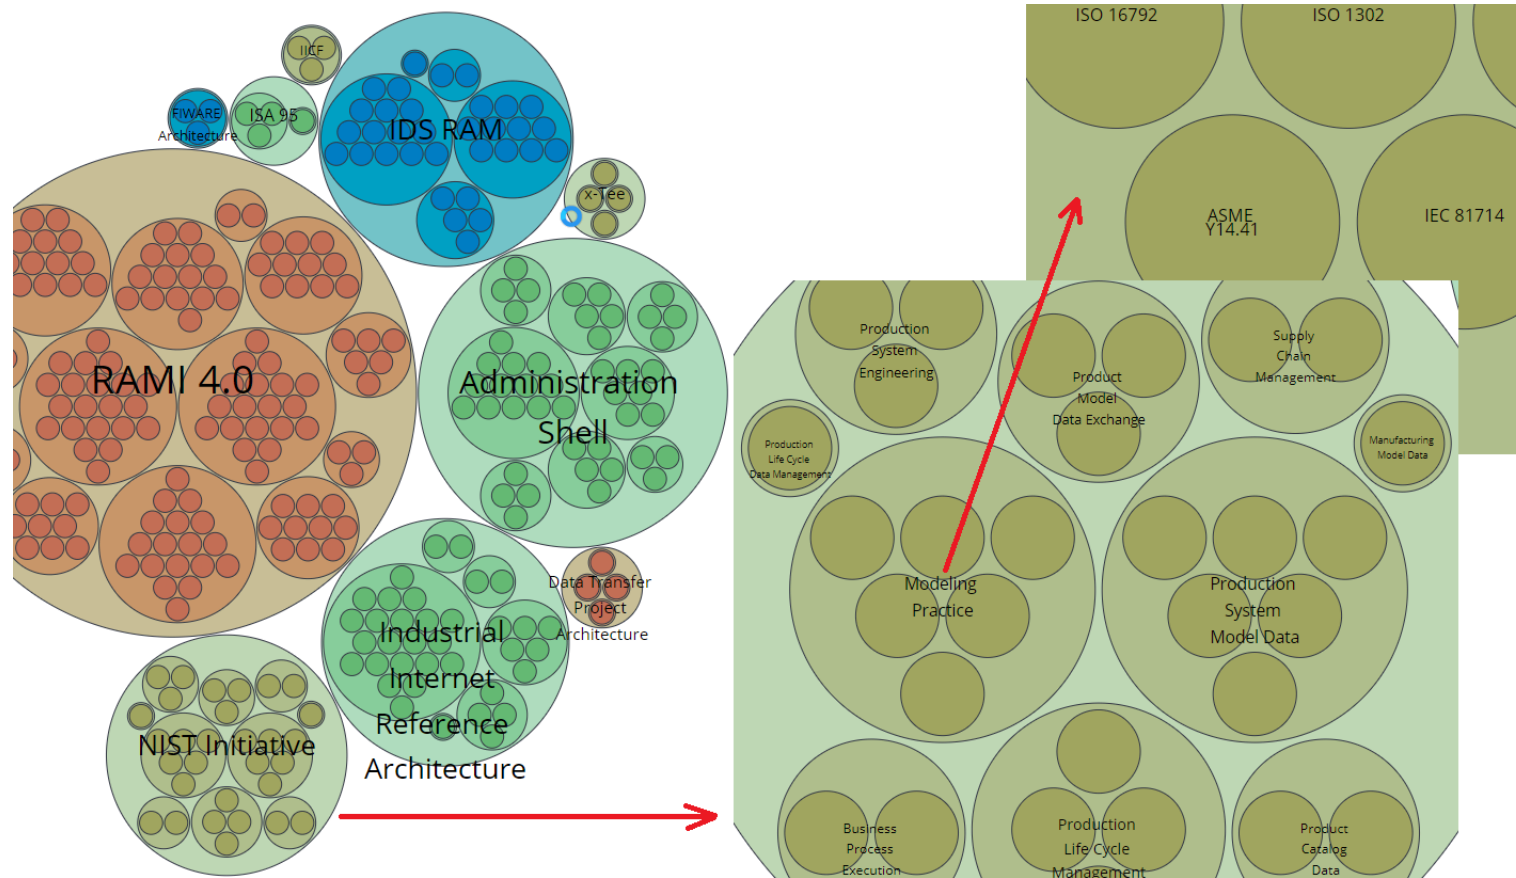 ISO 16792
ISO 1302
IICF
FIWARE
Architecture
ISA 95
IDS RAM
x-Tee
ASME
Y14.41
IEC 81714
RAMI 4.0
Administration
Shell
Production
System
Engineering
Product
Model
Data Exchange
Supply
Chain
Management
Production
Life Cycle
Data Management
Manufacturing
Model Data
Data Transfer
Project
Architecture
Modeling
Practice
Production
System
Model Data
Industrial
Internet
Reference
Architecture
NIST Initiative
Business
Process
Execution
Production
Life Cycle
Management
Product
Catalog
Data